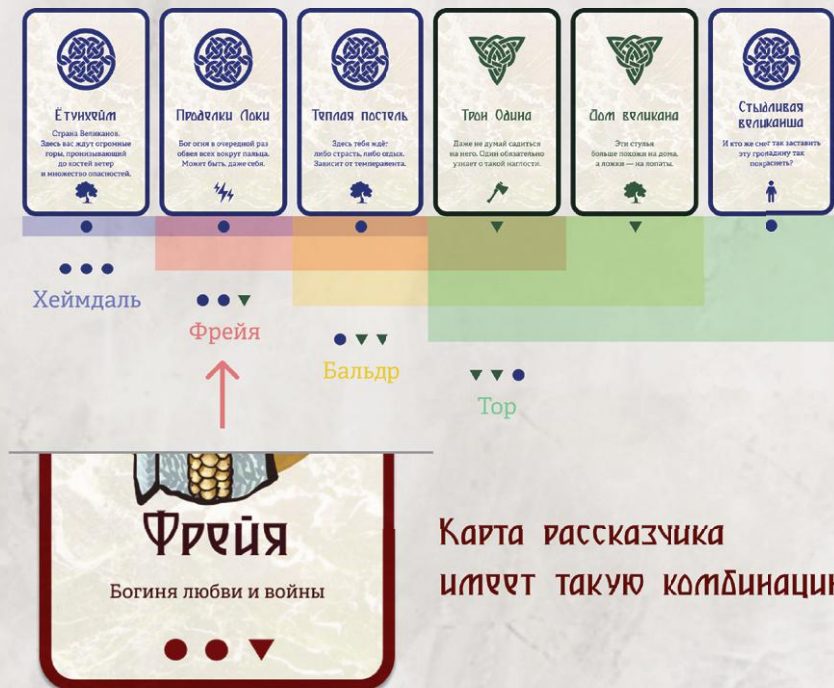 Ётунхейм
Страна Великанов.
Здесь вас ждут огромные
горы, пронизывающий
до костей ветер
и множество опасностей.
Проделки Локи
Бог огня в очередной раз
обвел всех вокруг пальца.
Может быть, даже себя.
Теплая постель
Здесь тебя ждёт
либо страсть, либо отдых.
Зависит от темперамента.
Трон Одина
Даже не думай садиться
на него. Один обязательно
узнает о такой наглости.
Дом великана
Эти стулья
больше похожи на дома,
а ложки — на лопаты.
Стыдливая
великанша
И кто же смог так заставить
эту громадину так
покраснеть?
Хеймдаль
Фрейя
Бальдр
Тор
Фрейя
Богиня любви и войны
Карта рассказчика
имеет такую комбинацию